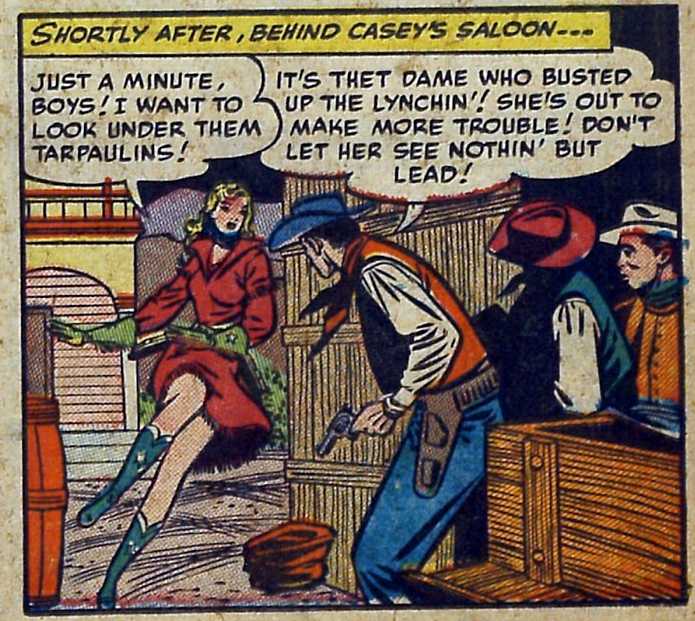 SHORTLY AFTER, BEHIND CASEY'S SALOON---
JUST A MINUTE,
BOYS! I WANT TO
LOOK UNDER THEM
TARPAULINS!
IT'S THET DAME WHO BUSTED
UP THE LYNCHIN'! SHE'S OUT TO
MAKE MORE TROUBLE! DON'T
LET HER SEE NOTHIN' BUT
LEAD!